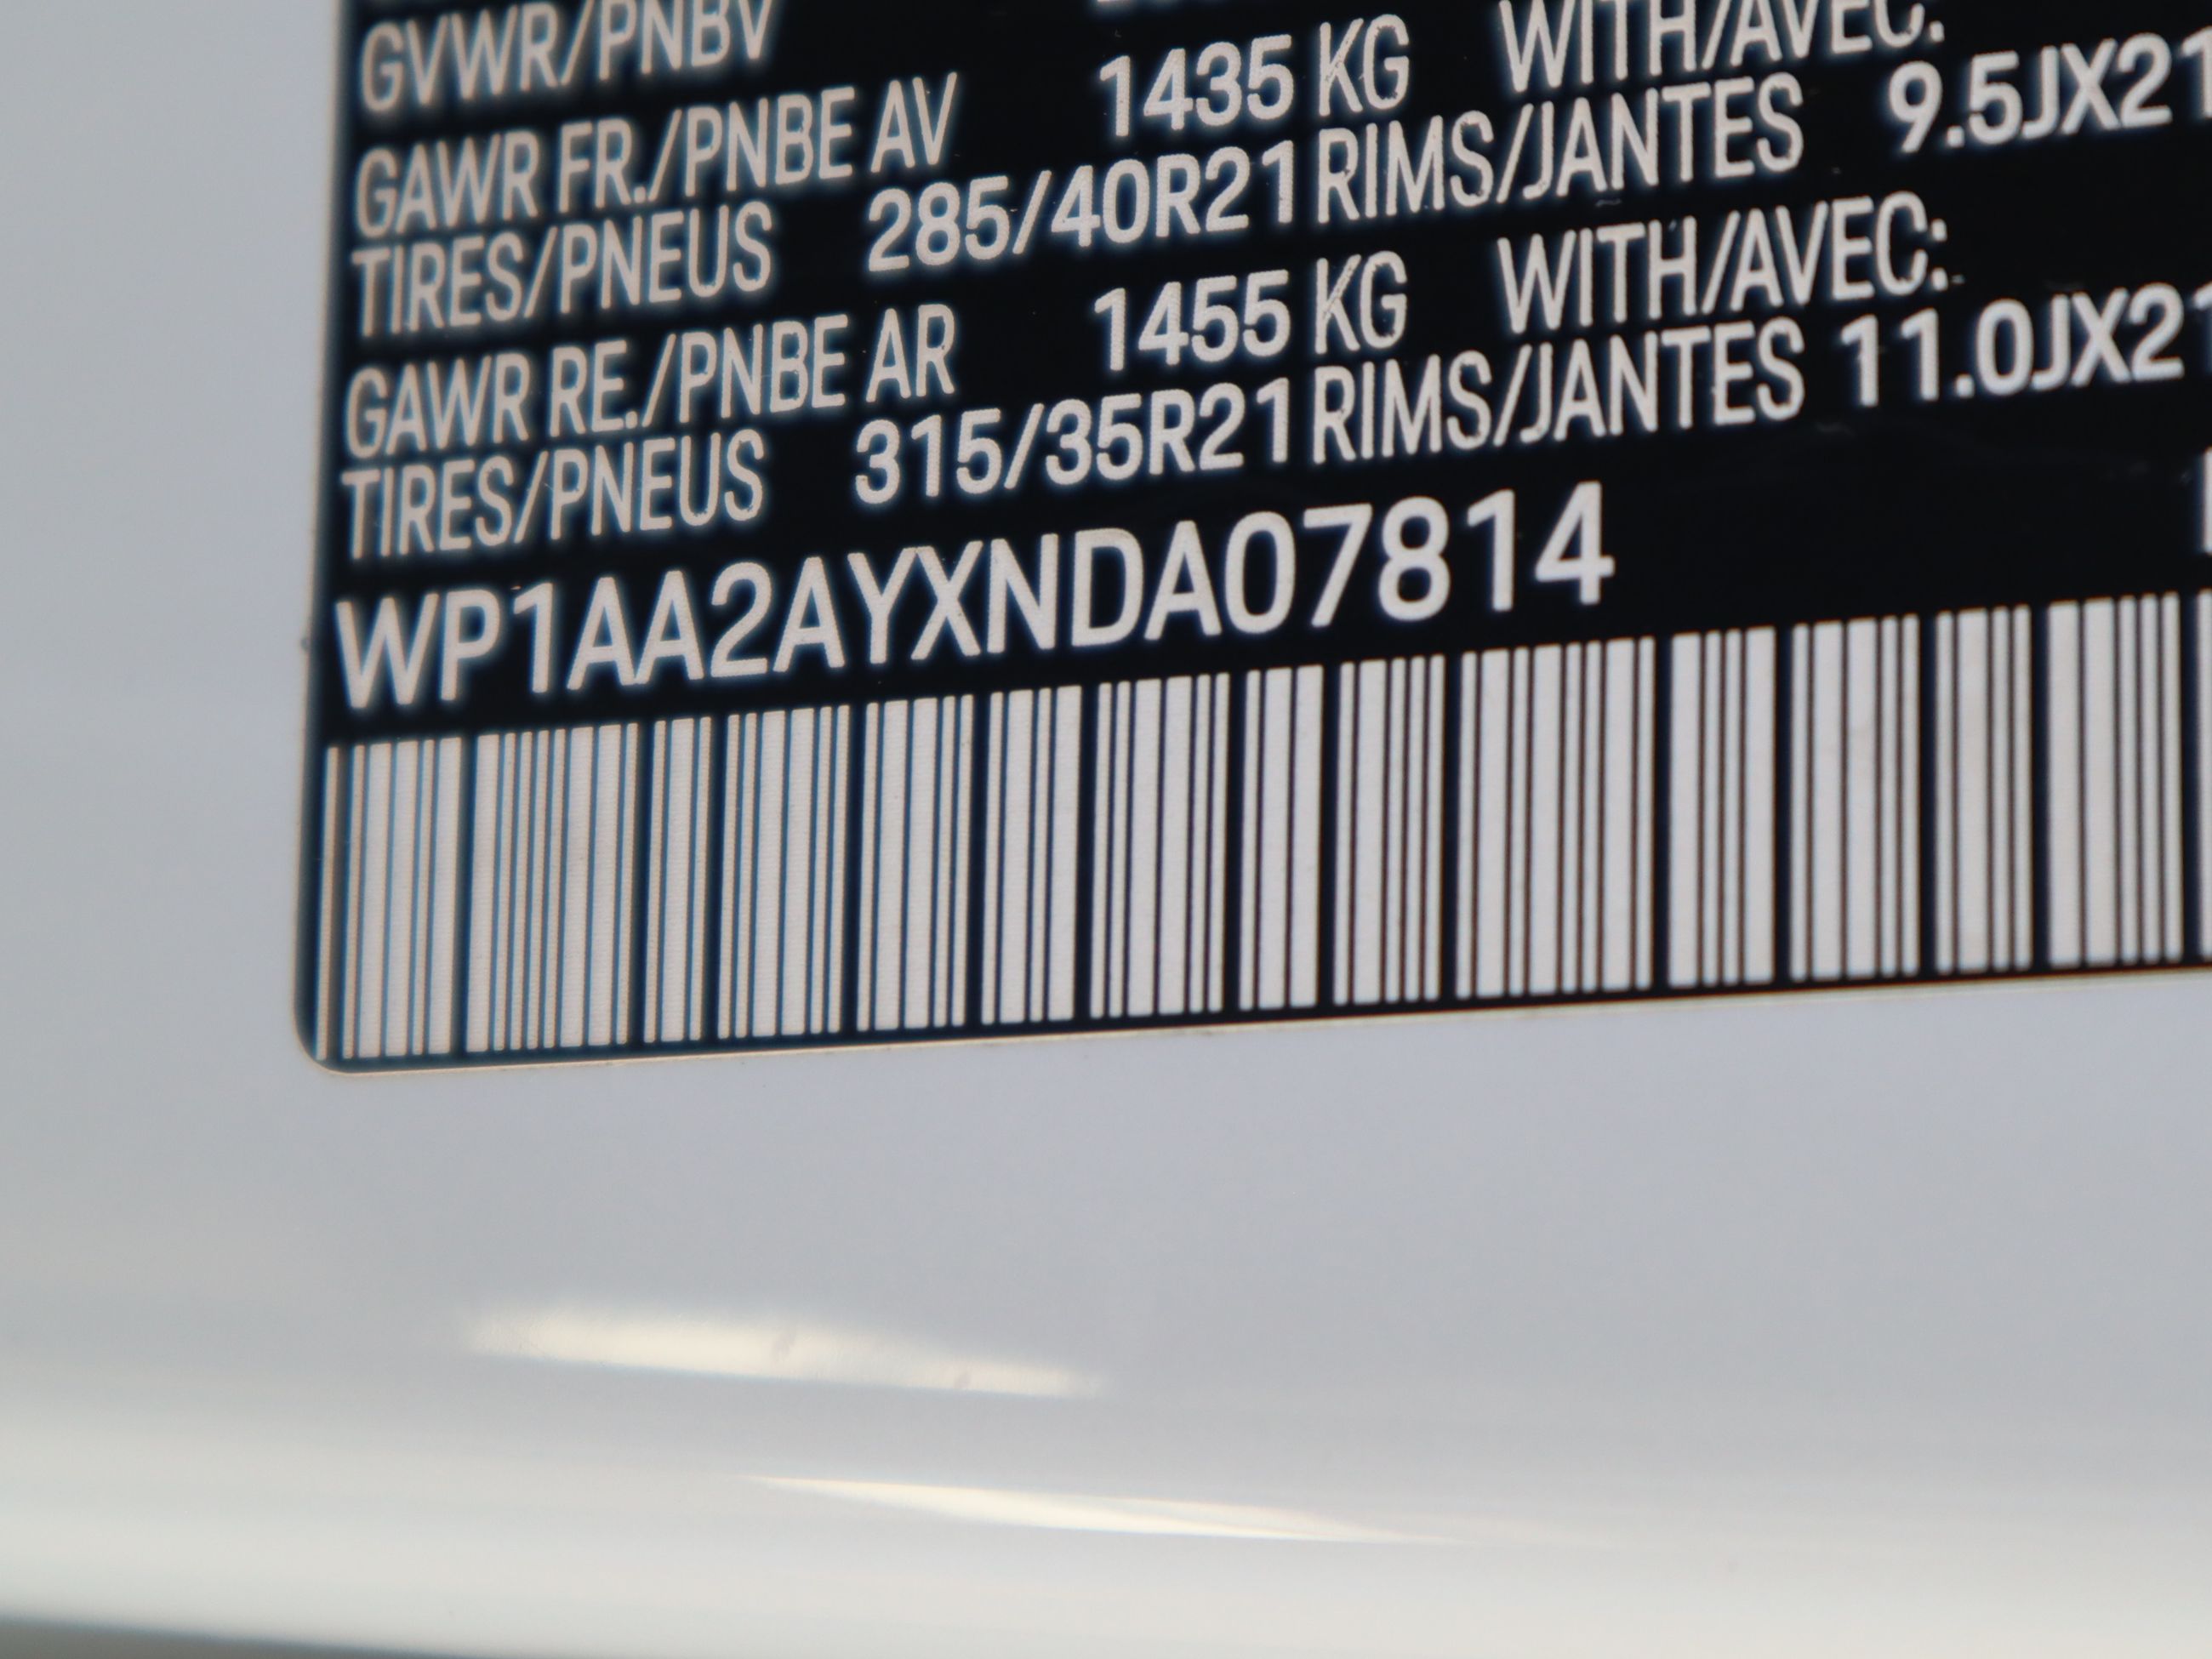 GVWR/PNBV
GAWR FR./PNBE AV 1435 KG WITH/AVEC:
TIRES/PNEUS 285/40R21 RIMS/JANTES 9.5JX21
GAWR RE./PNBE AR 1455 KG WITH/AVEC:
TIRES/PNEUS 315/35R21 RIMS/JANTES 11.0JX21
WP1AA2AYXNDA07814